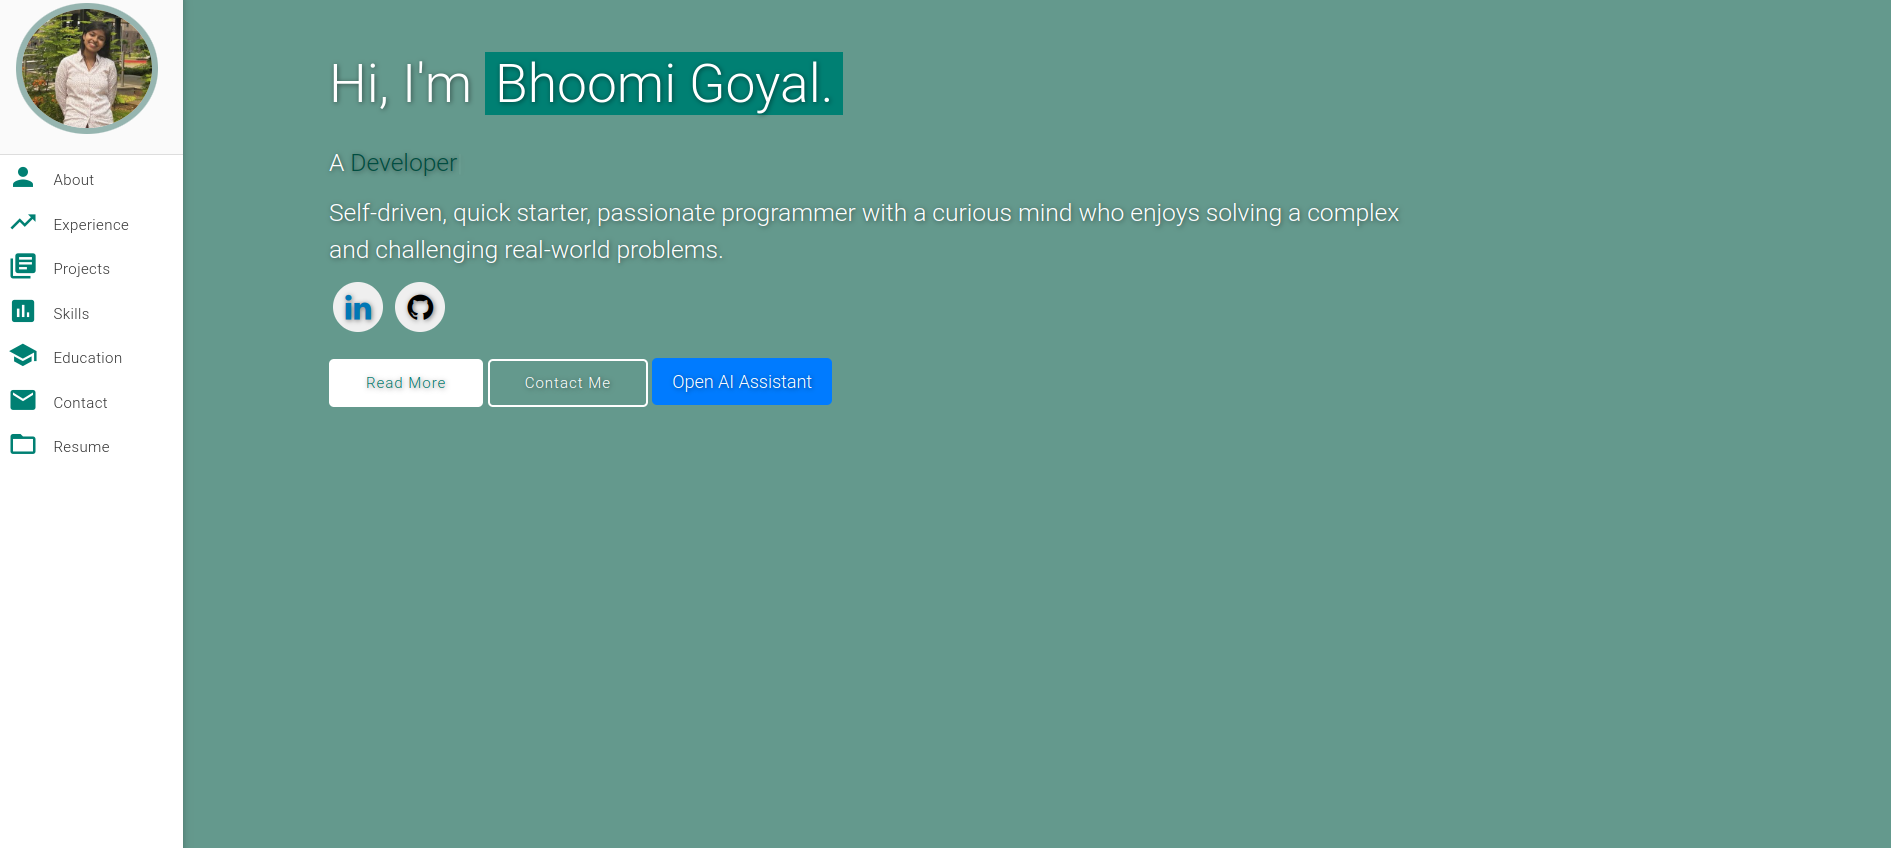 About
Experience
Projects
Skills
Education
Contact
Resume
Hi, I'm Bhoomi Goyal.
A Developer
Self-driven, quick starter, passionate programmer with a curious mind who enjoys solving a complex
and challenging real-world problems.
in
Read More Contact Me Open AI Assistant